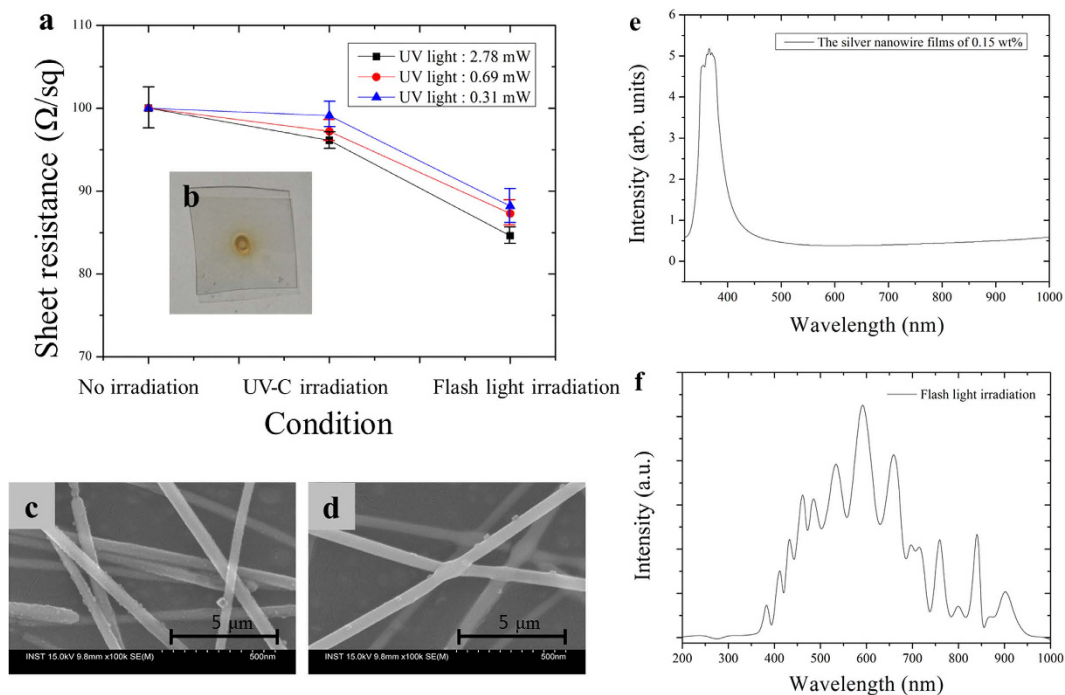 a
Sheet resistance (Ω/sq)
110
100
90
80
70
UV light : 2.78 mW
UV light : 0.69 mW
UV light : 0.31 mW
b
No irradiation
UV-C irradiation
Flash light irradiation
Condition
c
5 μm
INST 15.0kV 9.8mm x100k SE(M)
500nm
d
5 μm
INST 15.0kV 9.8mm x100k SE(M)
500nm
e
Intensity (arb. units)
6
5
4
3
2
1
0
The silver nanowire films of 0.15 wt%
400 500 600 700 800 900 1000
Wavelength (nm)
f
Intensity (a.u.)
Flash light irradiation
200 300 400 500 600 700 800 900 1000
Wavelength (nm)